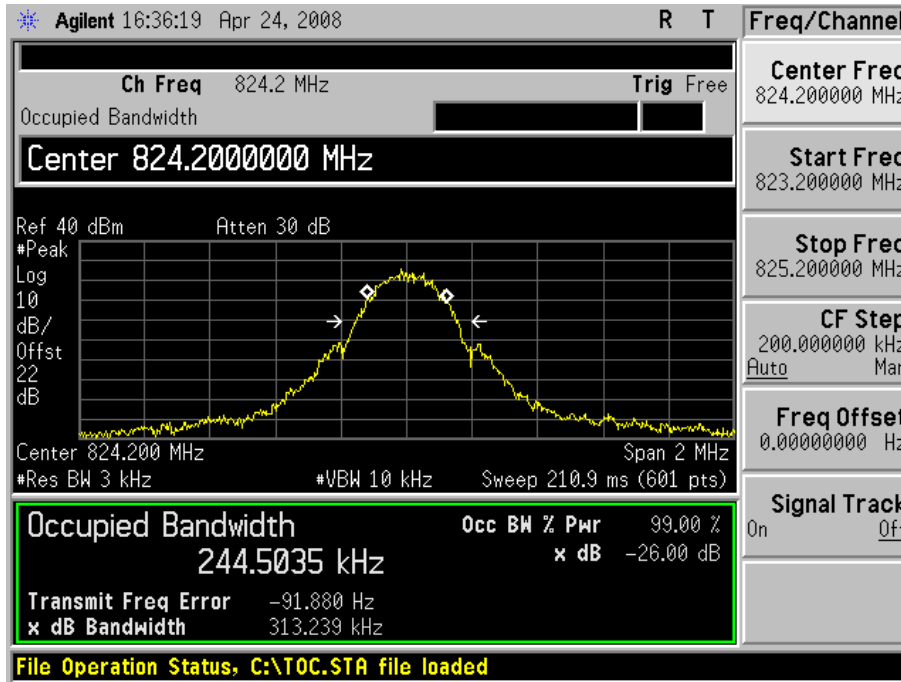 Agilent 16:36:19 Apr 24, 2008 R T
Freq/Channel
Ch Freq 824.2 MHz Trig Free
Occupied Bandwidth
Center 824.2000000 MHz
Ref 40 dBm Atten 30 dB
#Peak
Log
10
dB/
Offst
22
dB
Center 824.200 MHz Span 2 MHz
#Res BW 3 kHz #VBW 10 kHz Sweep 210.9 ms (601 pts)
Occupied Bandwidth Occ BW % Pwr 99.00 %
244.5035 kHz x dB -26.00 dB
Transmit Freq Error -91.880 Hz
x dB Bandwidth 313.239 kHz
File Operation Status, C:\TOC.STA file loaded
Center Freq
824.200000 MHz
Start Freq
823.200000 MHz
Stop Freq
825.200000 MHz
CF Step
200.000000 kHz
Auto Man
Freq Offset
0.00000000 Hz
Signal Track
On Off